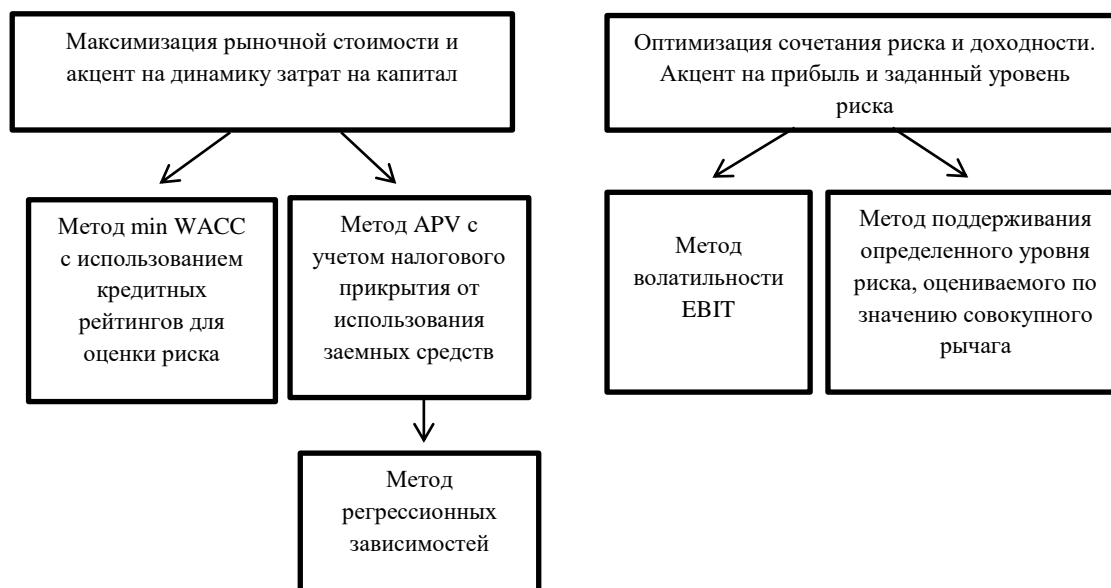 Максимизация рыночной стоимости и
акцент на динамику затрат на капитал
Оптимизация сочетания риска и доходности.
Акцент на прибыль и заданный уровень
риска
Метод min WACC
с использованием
кредитных
рейтингов для
оценки риска
Метод APV с
учетом налогового
прикрытия от
использования
заемных средств
Метод
волатильности
EBIT
Метод поддерживания
определенного уровня
риска, оцениваемого по
значению совокупного
рычага
Метод
регрессионных
зависимостей